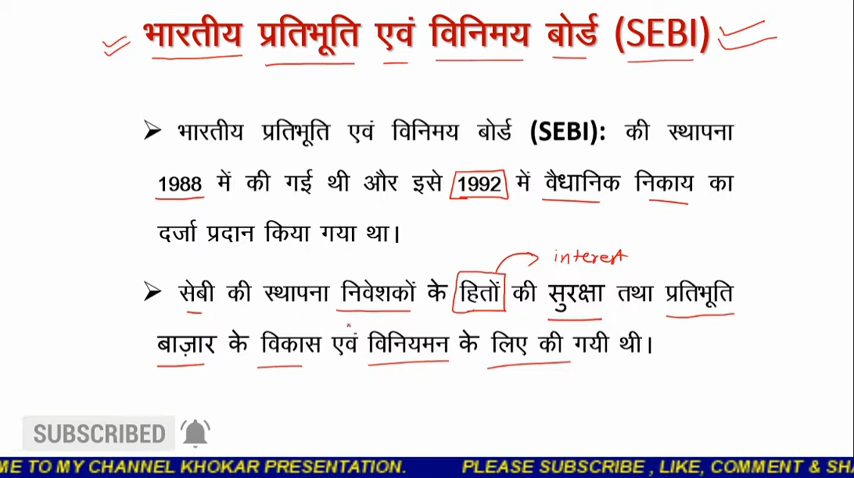 भारतीय प्रतिभूति एवं विनिमय बोर्ड (SEBI)
➤ भारतीय प्रतिभूति एवं विनिमय बोर्ड (SEBI): की स्थापना
1988 में की गई थी और इसे 1992 में वैधानिक निकाय का
दर्जा प्रदान किया गया था।
interest
➤ सेबी की स्थापना निवेशकों के हितों की सुरक्षा तथा प्रतिभूति
बाज़ार के विकास एवं विनियमन के लिए की गयी थी।
SUBSCRIBED
ME TO MY CHANNEL KHOKAR PRESENTATION. PLEASE SUBSCRIBE , LIKE, COMMENT & SHA